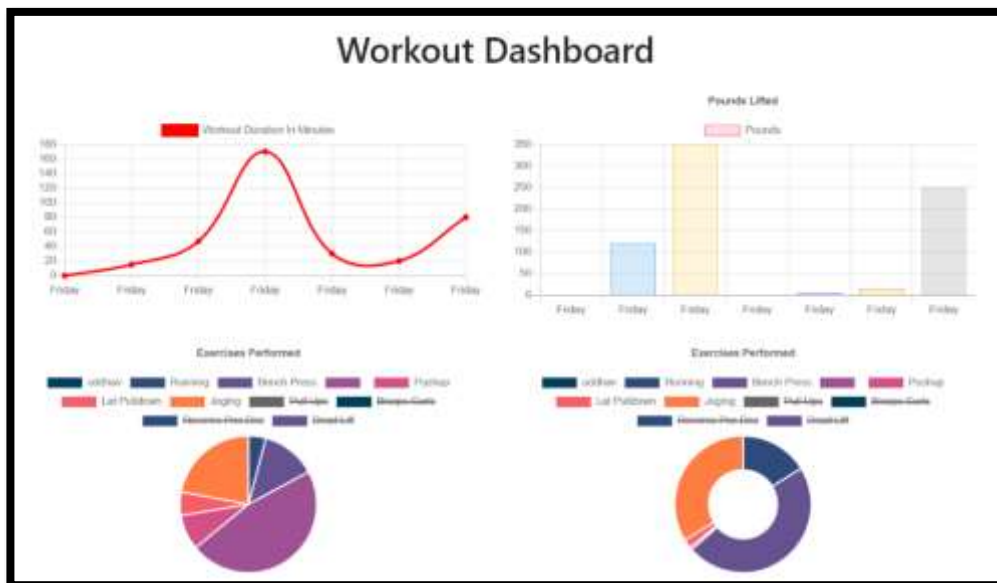 Workout Dashboard
Workout Duration In Minutes
180
160
140
120
100
80
60
40
20
0
Friday Friday Friday Friday Friday Friday Friday
Pounds Lifted
Pounds
350
300
250
200
150
100
50
0
Friday Friday Friday Friday Friday Friday Friday
Exercises Performed
Running Bench Press Pushup
Lat Pulldown Joging Pull Ups Biceps Curls
Dead Lift
Exercises Performed
Running Bench Press Pushup
Lat Pulldown Joging Pull Ups Biceps Curls
Dead Lift